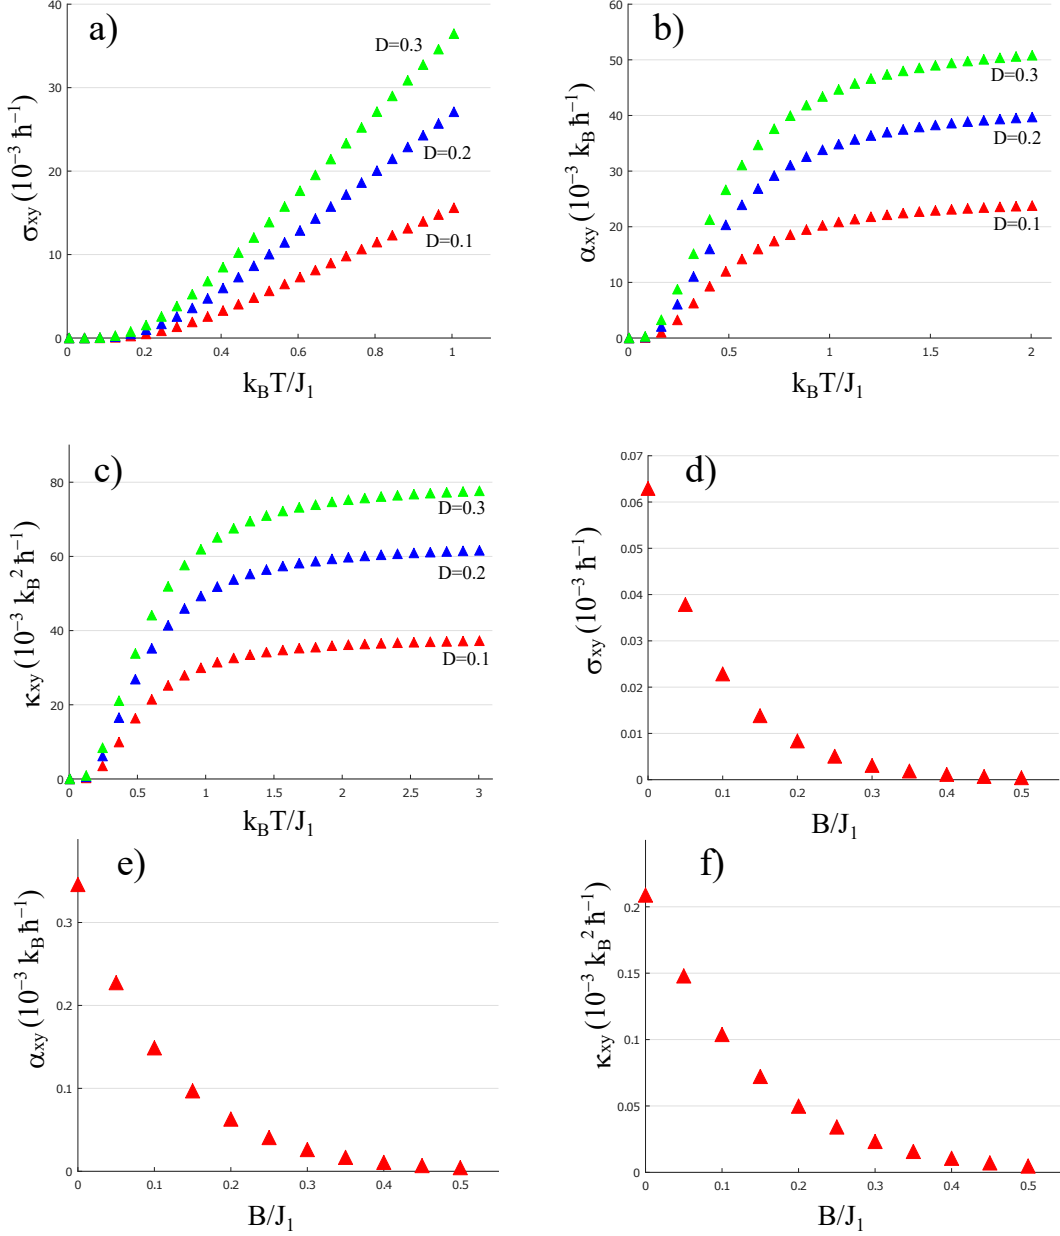 a)
σxy (10⁻³ ħ⁻¹)
40
30
20
10
0
D=0.3
D=0.2
D=0.1
0 0.2 0.4 0.6 0.8 1
kBT/J1
b)
αxy (10⁻³ kB ħ⁻¹)
60
50
40
30
20
10
0
D=0.3
D=0.2
D=0.1
0 0.5 1 1.5 2
kBT/J1
c)
κxy (10⁻³ kB² ħ⁻¹)
80
60
40
20
0
D=0.3
D=0.2
D=0.1
0 0.5 1 1.5 2 2.5 3
kBT/J1
d)
σxy (10⁻³ ħ⁻¹)
0.07
0.06
0.05
0.04
0.03
0.02
0.01
0
0 0.1 0.2 0.3 0.4 0.5
B/J1
e)
αxy (10⁻³ kB ħ⁻¹)
0.3
0.2
0.1
0
0 0.1 0.2 0.3 0.4 0.5
B/J1
f)
κxy (10⁻³ kB² ħ⁻¹)
0.2
0.15
0.1
0.05
0
0 0.1 0.2 0.3 0.4 0.5
B/J1